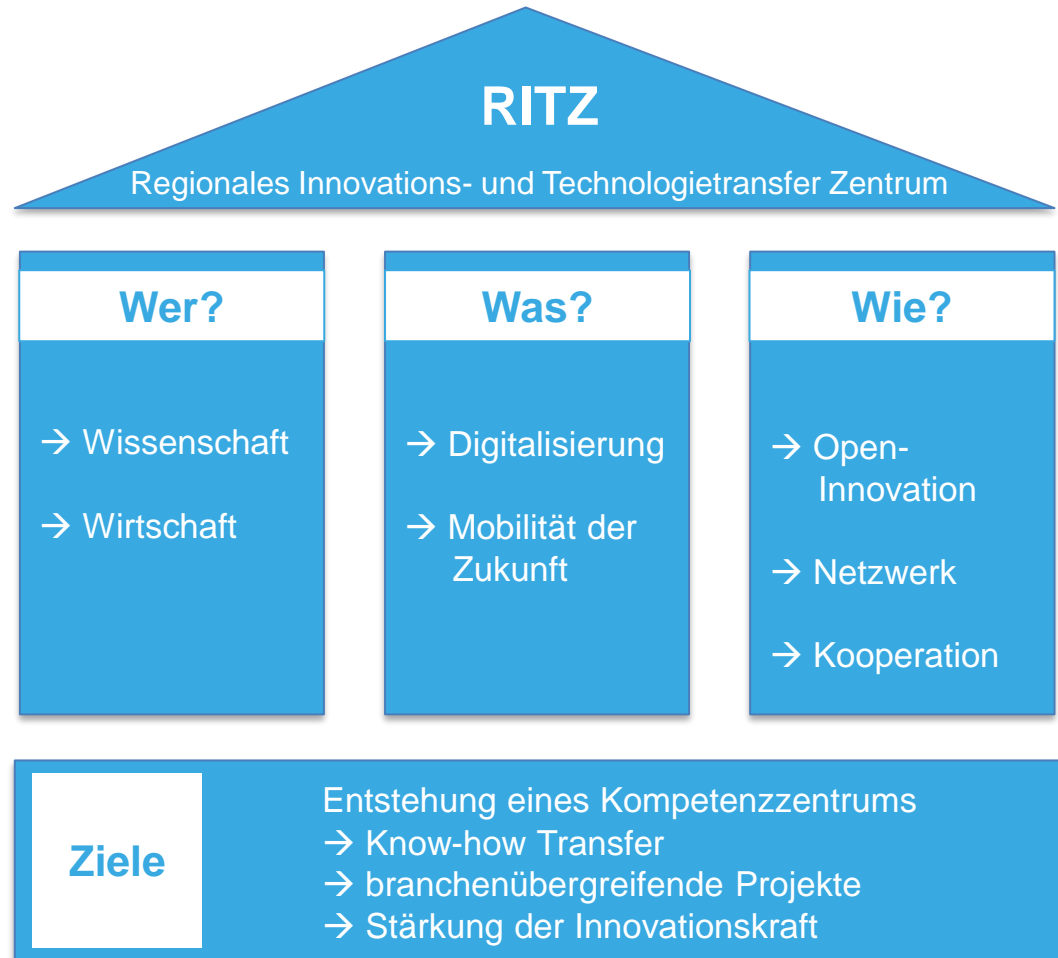 RITZ
Regionales Innovations- und Technologietransfer Zentrum
Wer?
→ Wissenschaft
→ Wirtschaft
Was?
→ Digitalisierung
→ Mobilität der
Zukunft
Wie?
→ Open-
Innovation
→ Netzwerk
→ Kooperation
Ziele
Entstehung eines Kompetenzzentrums
→ Know-how Transfer
→ branchenübergreifende Projekte
→ Stärkung der Innovationskraft